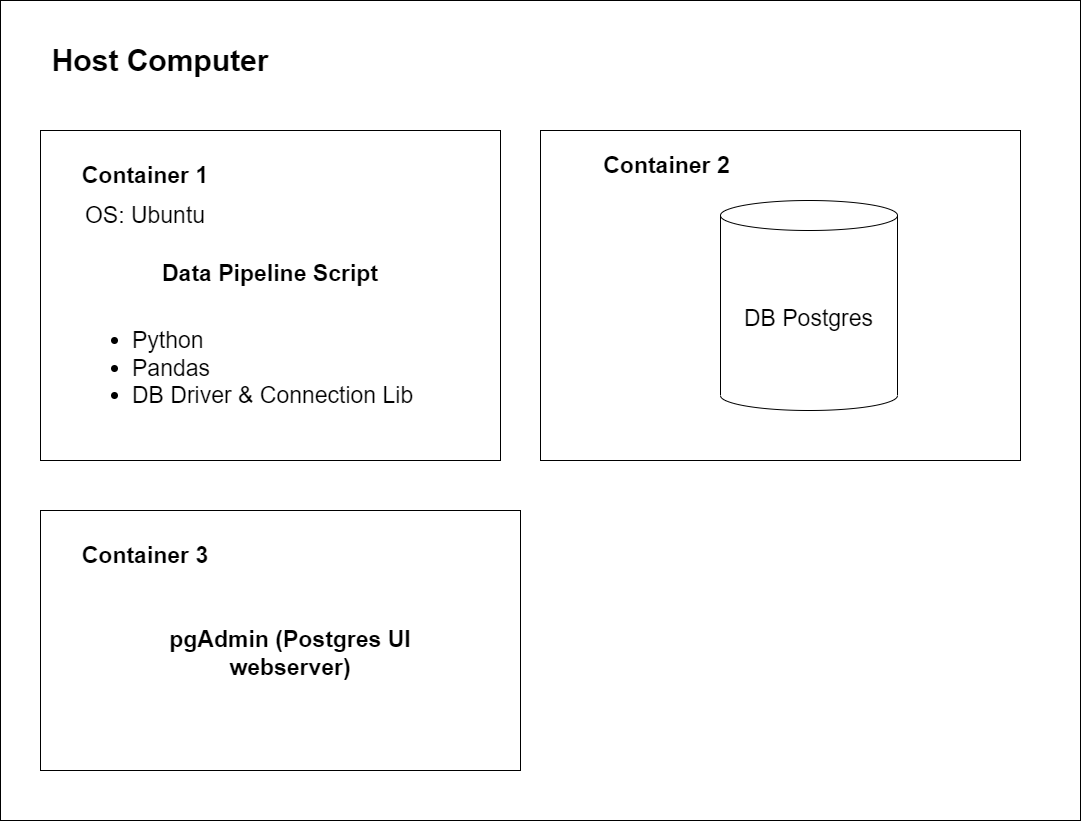 Host Computer
Container 1
OS: Ubuntu
Data Pipeline Script
Python
Pandas
DB Driver & Connection Lib
Container 2
DB Postgres
Container 3
pgAdmin (Postgres UI
webserver)